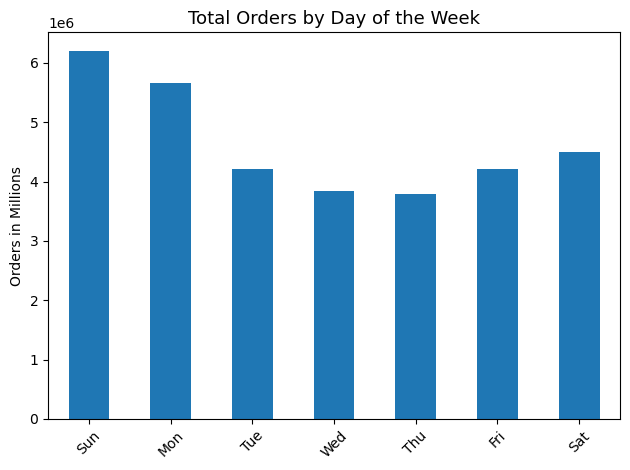 Total Orders by Day of the Week
1e6
Orders in Millions
6
5
4
3
2
1
0
Sun Mon Tue Wed Thu Fri Sat